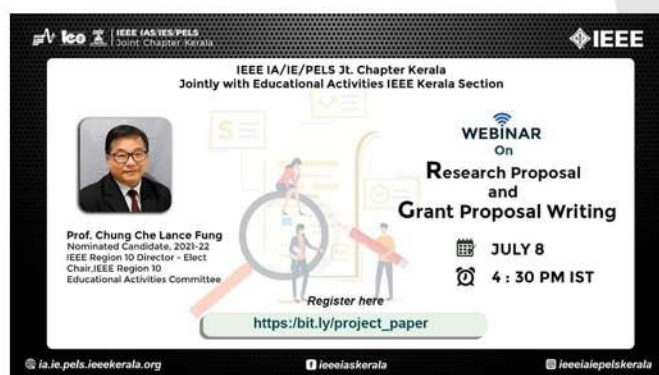 ies IEEE IAS/IES/PELS
Joint Chapter Kerala
IEEE
IEEE IA/IE/PELS Jt. Chapter Kerala
Jointly with Educational Activities IEEE Kerala Section
WEBINAR
On
Research Proposal
and
Grant Proposal Writing
JULY 8
4 : 30 PM IST
Prof. Chung Che Lance Fung
Nominated Candidate, 2021-22
IEEE Region 10 Director - Elect
Chair,IEEE Region 10
Educational Activities Committee
Register here
https:/bit.ly/project_paper
ia.ie.pels.ieeekerala.org
ieeeiaskerala
ieeeiaiepelskerala